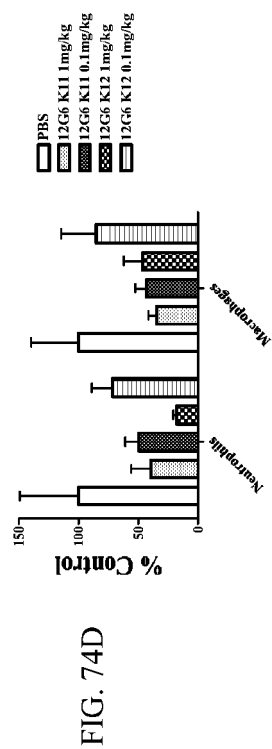 FIG. 74D
% Control
150
100
50
0
Neutrophils
Macrophages
PBS
12G6 K11 1mg/kg
12G6 K11 0.1mg/kg
12G6 K12 1mg/kg
12G6 K12 0.1mg/kg